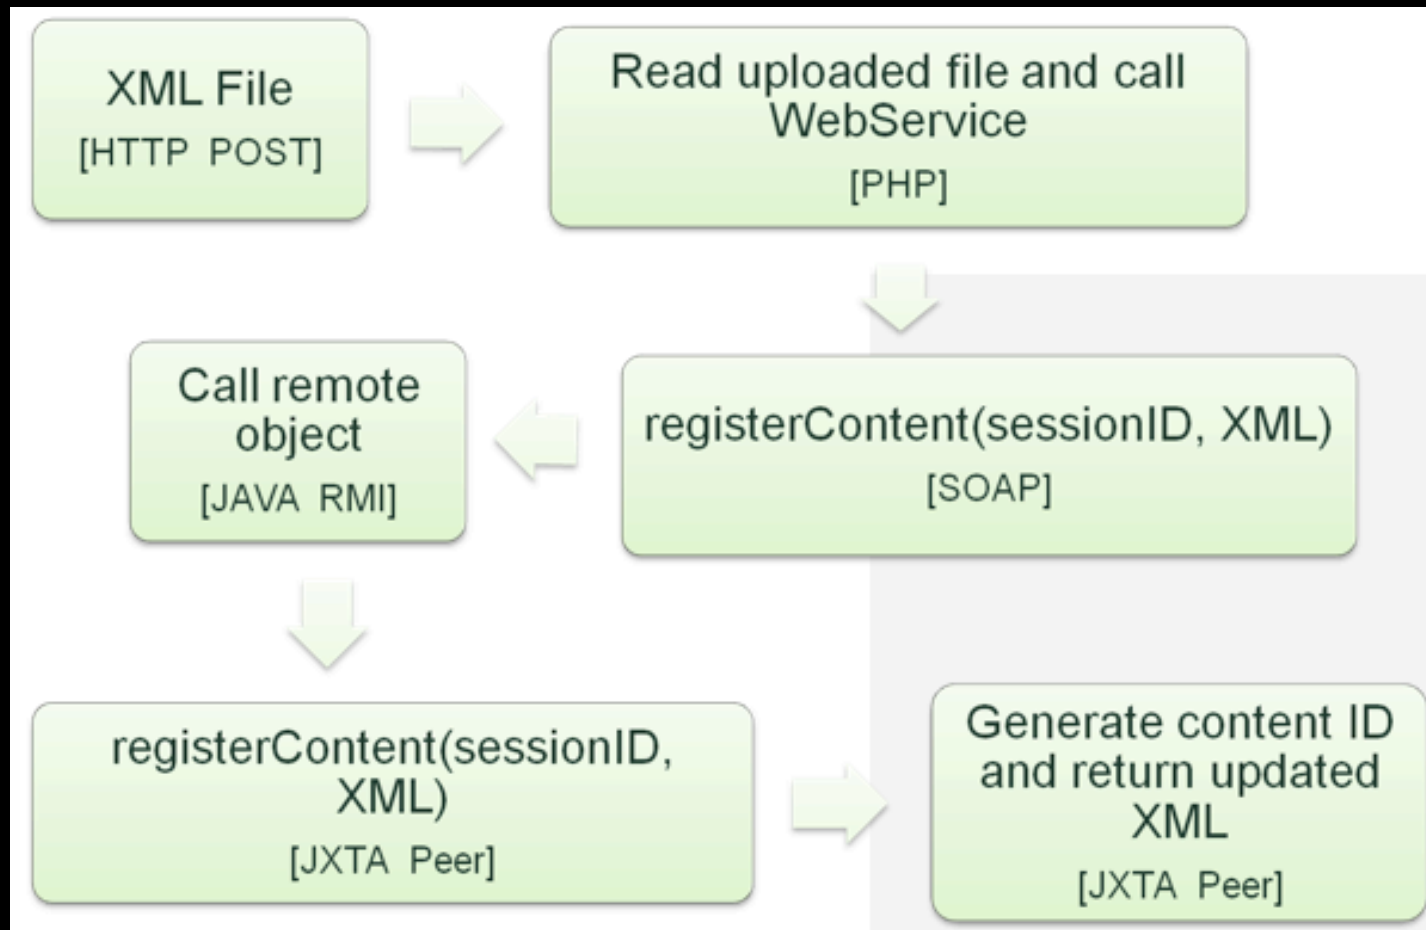 XML File
[HTTP POST]
Read uploaded file and call
WebService
[PHP]
registerContent(sessionID, XML)
[SOAP]
Call remote
object
[JAVA RMI]
registerContent(sessionID,
XML)
[JXTA Peer]
Generate content ID
and return updated
XML
[JXTA Peer]